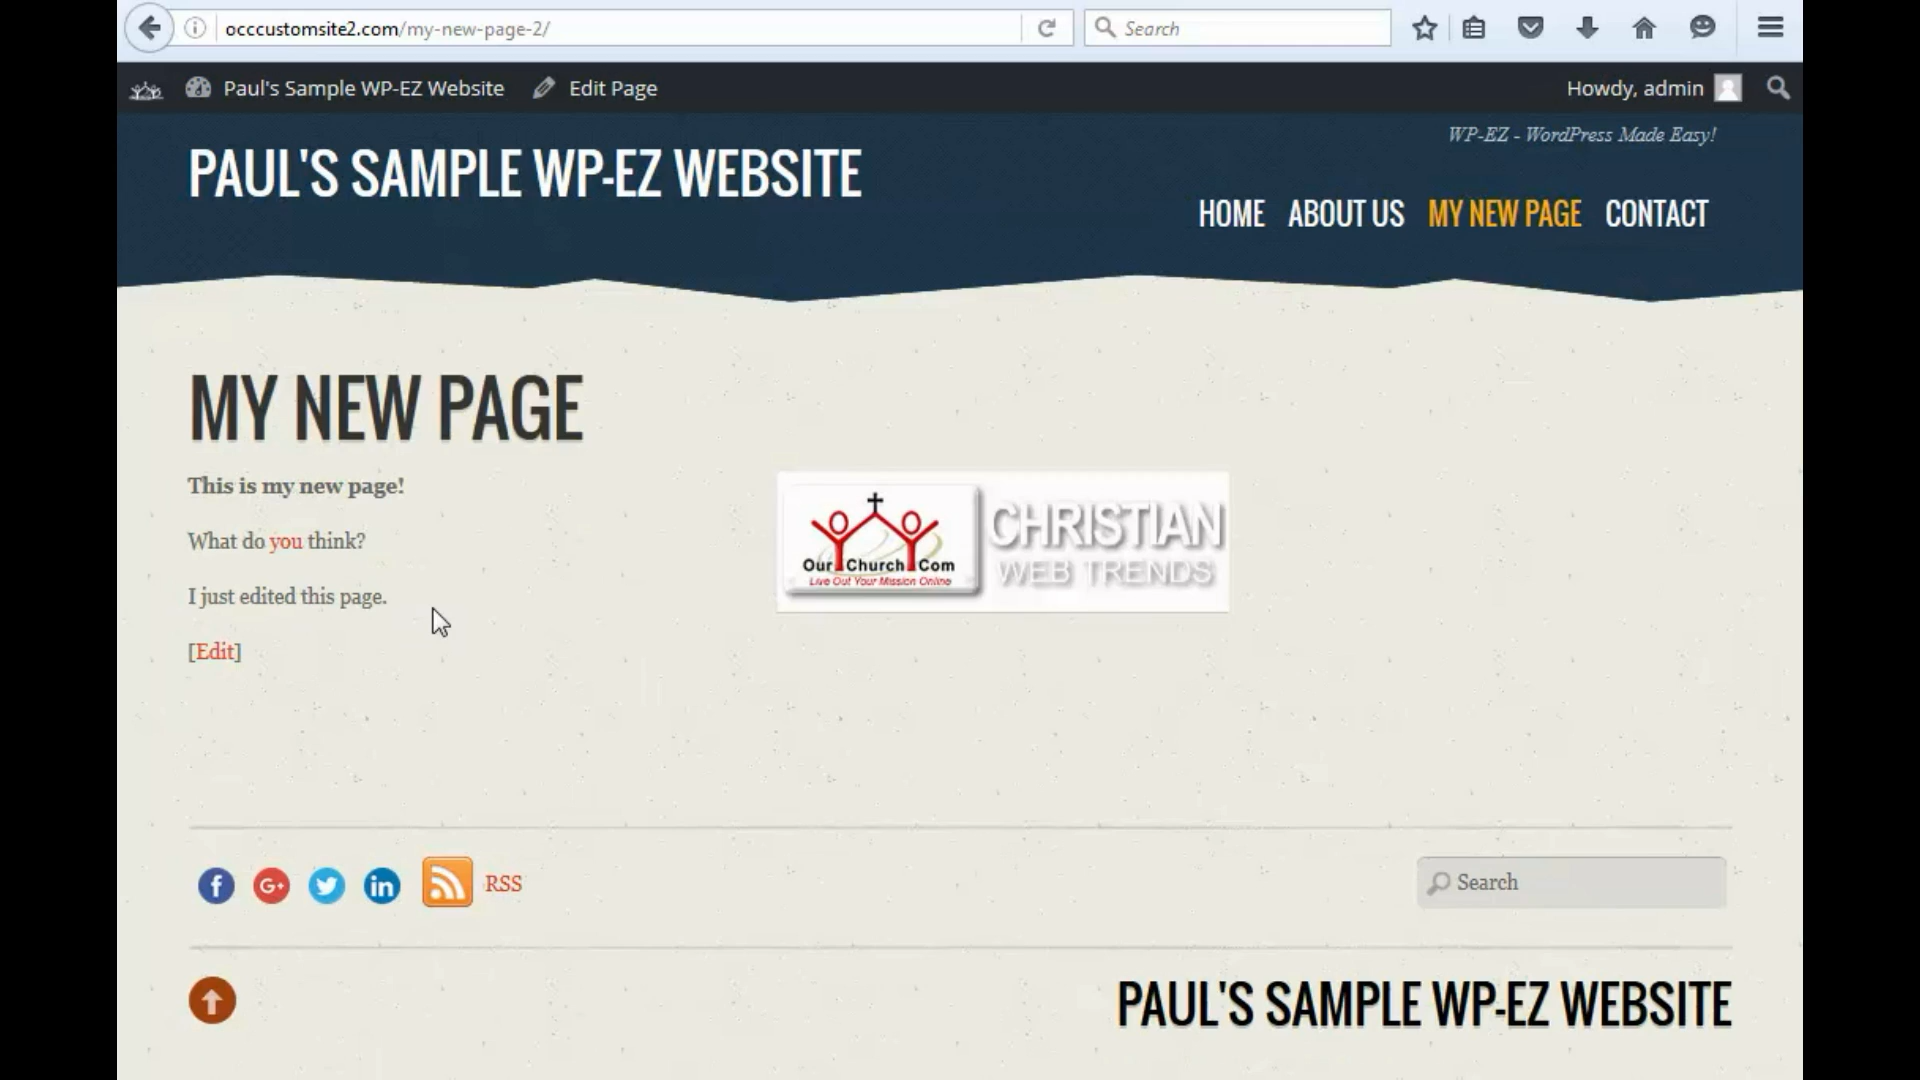 occcustomsite2.com/my-new-page-2/
Search
Paul's Sample WP-EZ Website
Edit Page
Howdy, admin
WP-EZ - WordPress Made Easy!
PAUL'S SAMPLE WP-EZ WEBSITE
HOME ABOUT US MY NEW PAGE CONTACT
MY NEW PAGE
This is my new page!
What do you think?
I just edited this page.
[Edit]
OurChurch Com
Live Out Your Mission Online
CHRISTIAN
WEB TRENDS
f G+ in RSS
Search
PAUL'S SAMPLE WP-EZ WEBSITE